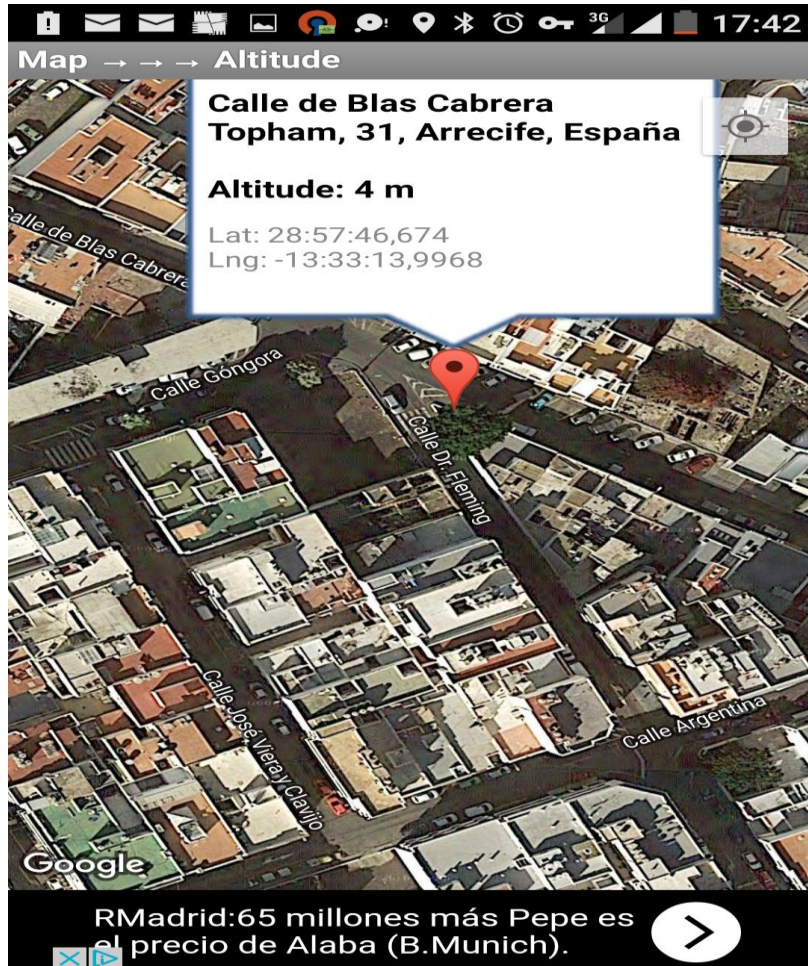 3G 17:42
Map → → → Altitude
Calle de Blas Cabrera
Topham, 31, Arrecife, España
Altitude: 4 m
Lat: 28:57:46,674
Lng: -13:33:13,9968
Calle de Blas Cabrera
Calle Góngora
Calle Dr. Fleming
Calle José Viera y Clavijo
Calle Argentina
Google
RMadrid:65 millones más Pepe es
el precio de Alaba (B.Munich).